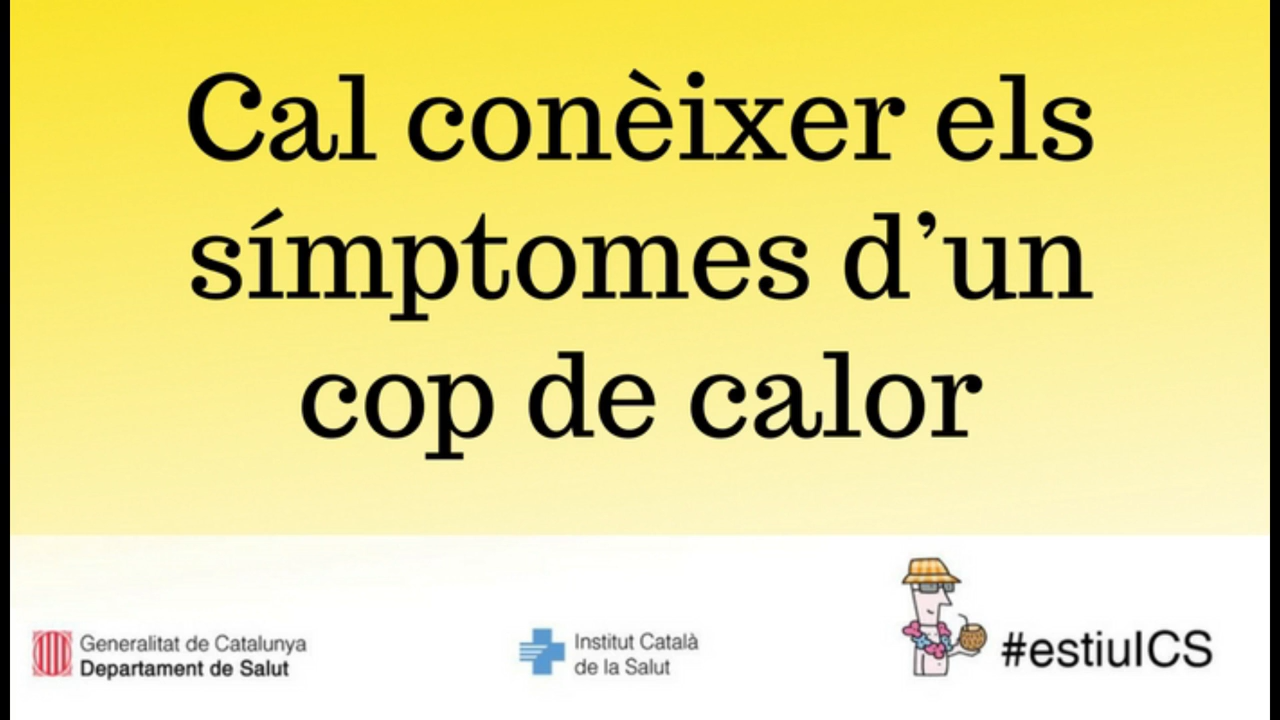 Cal conèixer els
símptomes d’un
cop de calor
Generalitat de Catalunya
Departament de Salut
Institut Català
de la Salut
#estiuICS